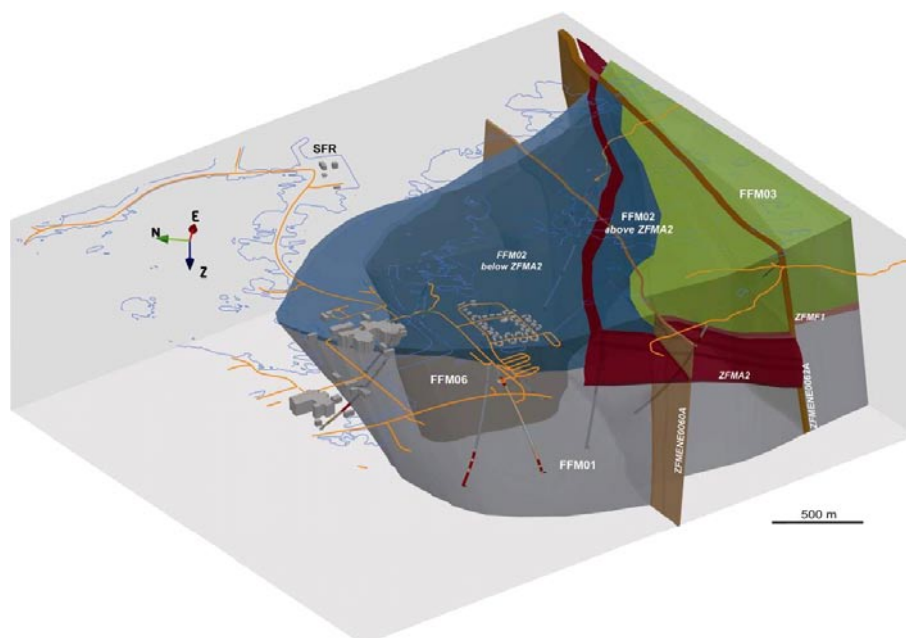 SFR
E
N
Z
FFM03
FFM02
above ZFMA2
FFM02
below ZFMA2
ZFMF1
ZFMA2
FFM06
ZFMENE0062A
ZFMENE0060A
FFM01
500 m